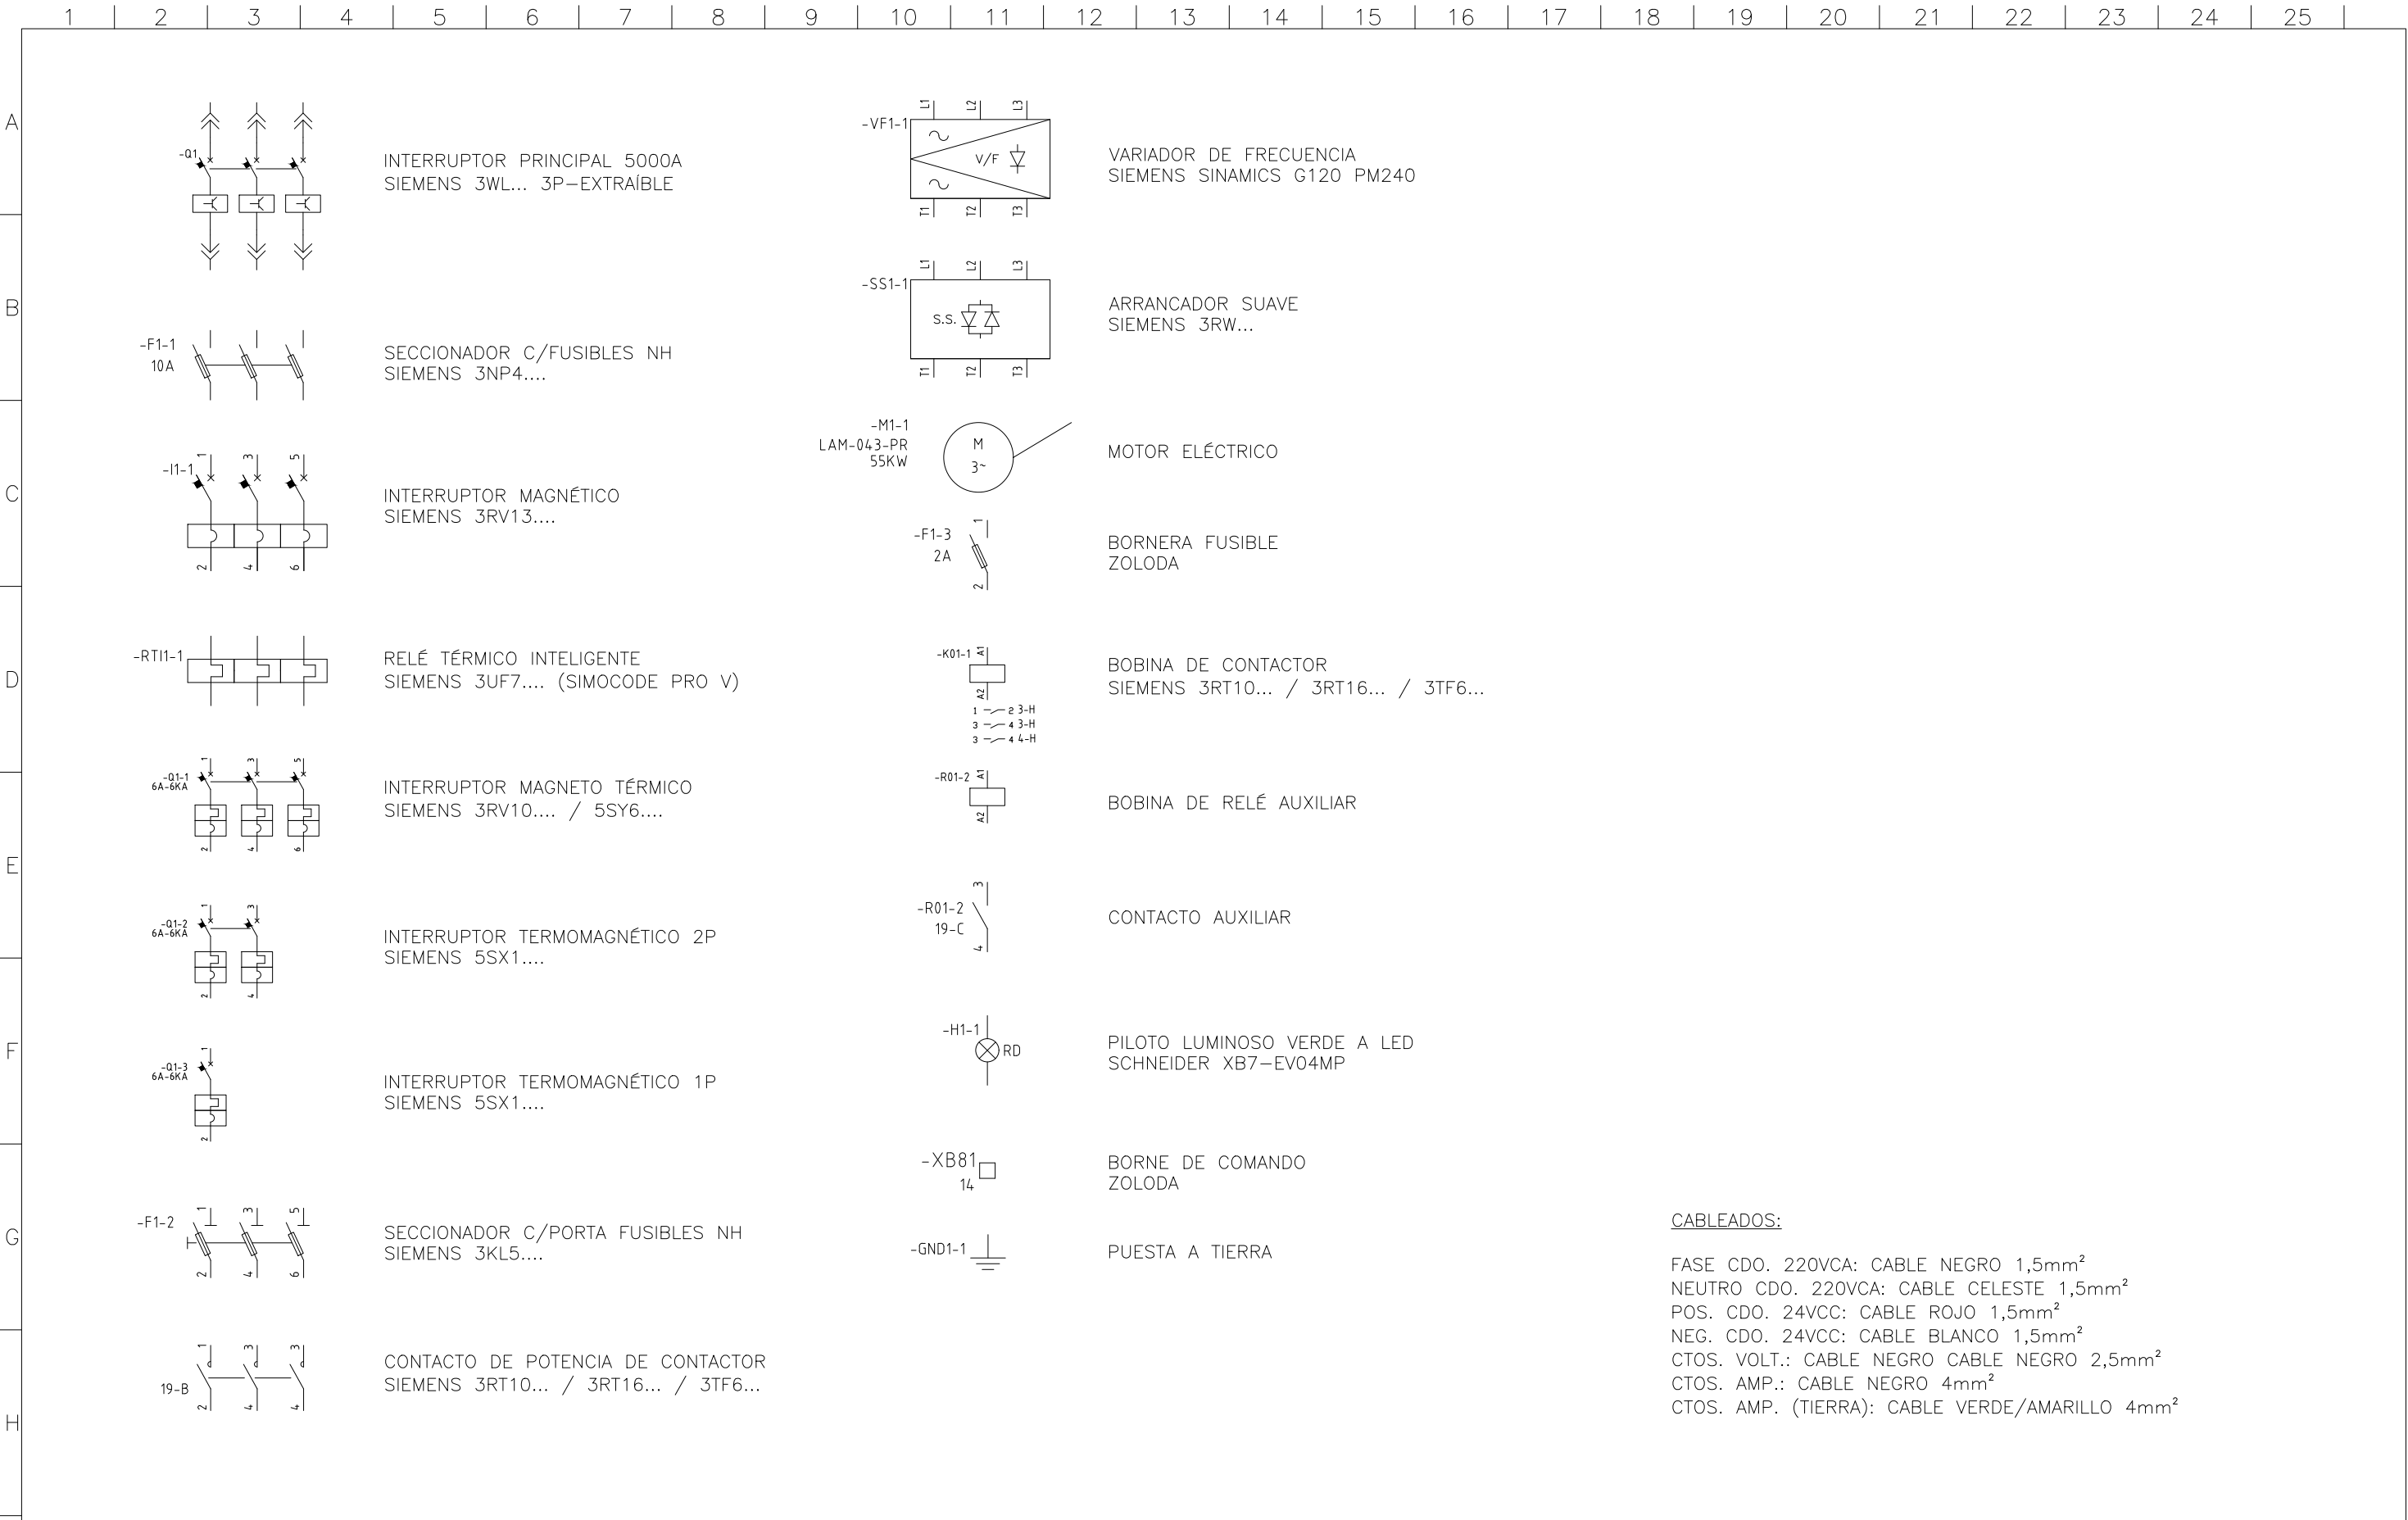 1 2 3 4 5 6 7 8 9 10 11 12 13 14 15 16 17 18 19 20 21 22 23 24 25
A
B
C
D
E
F
G
H
-Q1
INTERRUPTOR PRINCIPAL 5000A
SIEMENS 3WL... 3P-EXTRAÍBLE
-F1-1
10A
SECCIONADOR C/FUSIBLES NH
SIEMENS 3NP4....
-I1-1
1 3 5
2 4 6
INTERRUPTOR MAGNÉTICO
SIEMENS 3RV13....
-RTI1-1
RELÉ TÉRMICO INTELIGENTE
SIEMENS 3UF7.... (SIMOCODE PRO V)
-Q1-1
6A-6KA
1 3 5
2 4 6
INTERRUPTOR MAGNETO TÉRMICO
SIEMENS 3RV10.... / 5SY6....
-Q1-2
6A-6KA
1 3
2 4
INTERRUPTOR TERMOMAGNÉTICO 2P
SIEMENS 5SX1....
-Q1-3
6A-6KA
1
2
INTERRUPTOR TERMOMAGNÉTICO 1P
SIEMENS 5SX1....
-F1-2
1 3 5
2 4 6
SECCIONADOR C/PORTA FUSIBLES NH
SIEMENS 3KL5....
19-B
1 3 3
2 4 4
CONTACTO DE POTENCIA DE CONTACTOR
SIEMENS 3RT10... / 3RT16... / 3TF6...
-VF1-1
L1 L2 L3
V/F
T1 T2 T3
VARIADOR DE FRECUENCIA
SIEMENS SINAMICS G120 PM240
-SS1-1
L1 L2 L3
S.S.
T1 T2 T3
ARRANCADOR SUAVE
SIEMENS 3RW...
-M1-1
LAM-043-PR
55KW
M
3~
MOTOR ELÉCTRICO
-F1-3
2A
1
2
BORNERA FUSIBLE
ZOLODA
-K01-1
A1
A2
1 2 3-H
3 4 3-H
3 4 4-H
BOBINA DE CONTACTOR
SIEMENS 3RT10... / 3RT16... / 3TF6...
-R01-2
A1
A2
BOBINA DE RELÉ AUXILIAR
-R01-2
19-C
3
4
CONTACTO AUXILIAR
-H1-1
RD
PILOTO LUMINOSO VERDE A LED
SCHNEIDER XB7-EV04MP
-XB81
14
BORNE DE COMANDO
ZOLODA
-GND1-1
PUESTA A TIERRA
CABLEADOS:
FASE CDO. 220VCA: CABLE NEGRO 1,5mm²
NEUTRO CDO. 220VCA: CABLE CELESTE 1,5mm²
POS. CDO. 24VCC: CABLE ROJO 1,5mm²
NEG. CDO. 24VCC: CABLE BLANCO 1,5mm²
CTOS. VOLT.: CABLE NEGRO CABLE NEGRO 2,5mm²
CTOS. AMP.: CABLE NEGRO 4mm²
CTOS. AMP. (TIERRA): CABLE VERDE/AMARILLO 4mm²